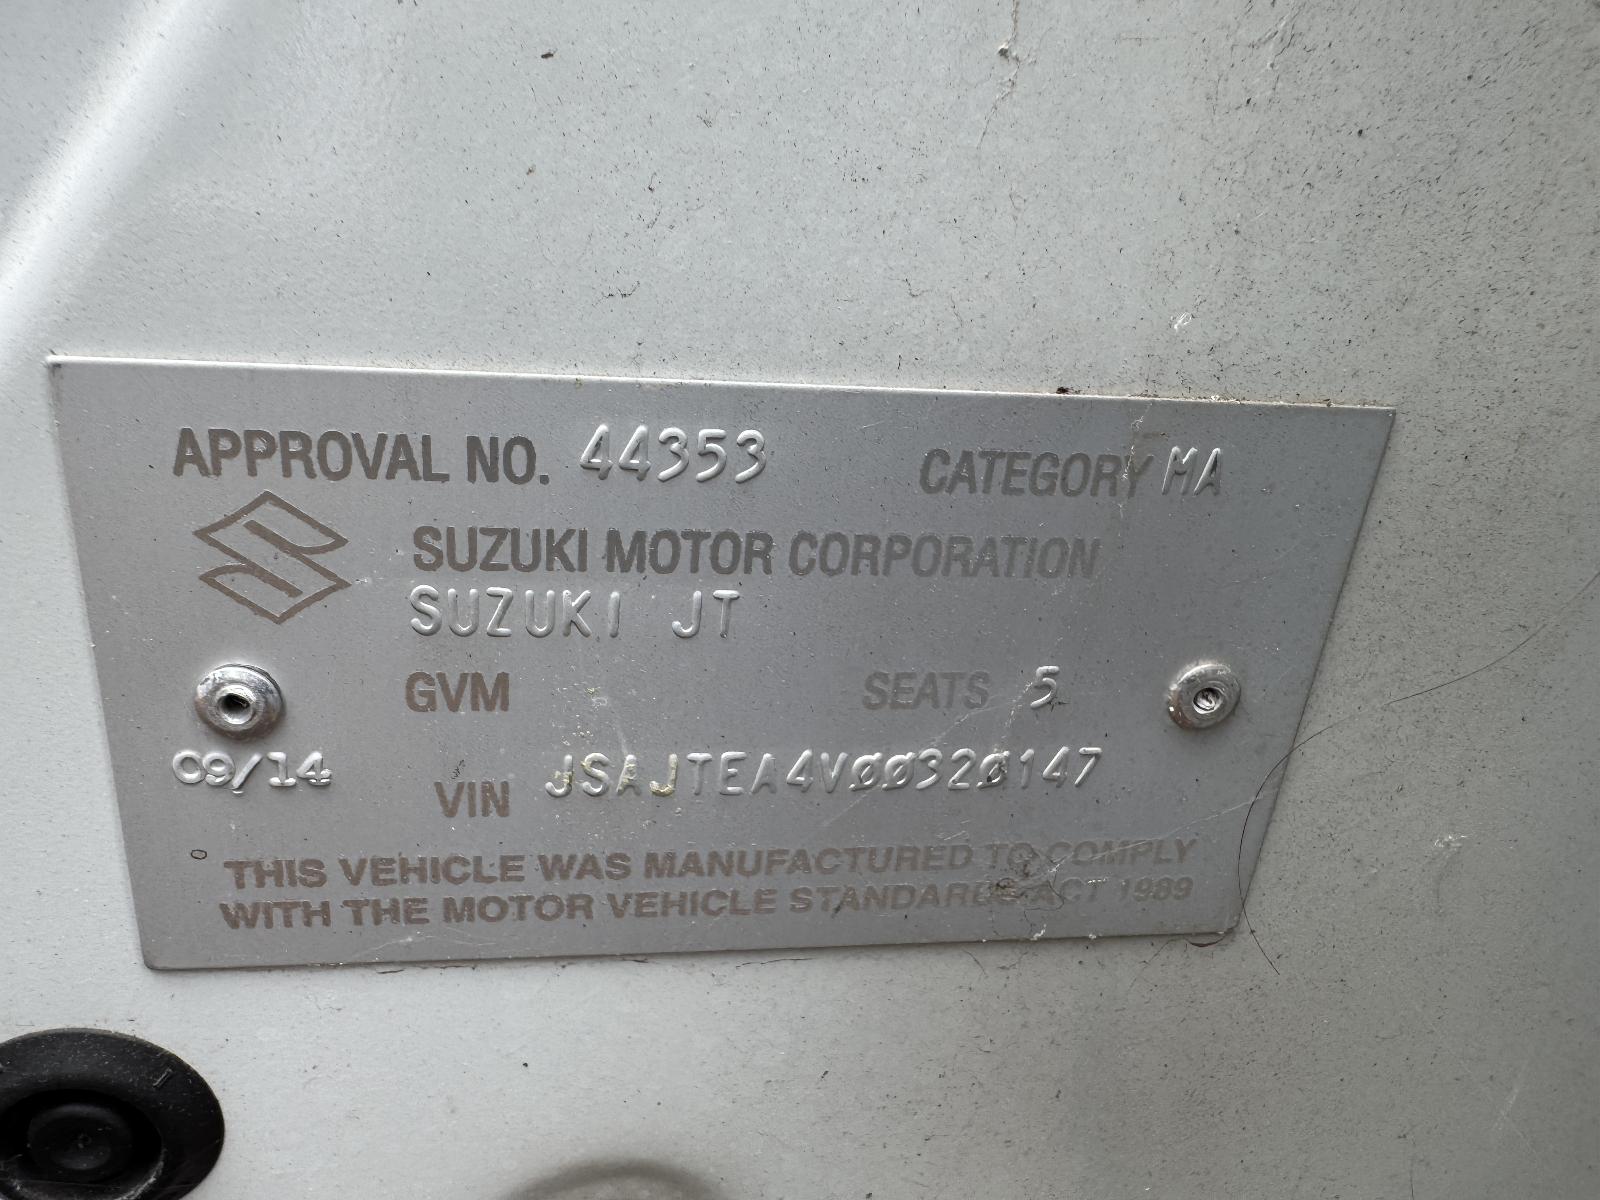 APPROVAL NO. 44353 CATEGORY MA
SUZUKI MOTOR CORPORATION
SUZUKI JT
GVM SEATS 5
09/14 VIN JSAJTEA4V00320147
THIS VEHICLE WAS MANUFACTURED TO COMPLY
WITH THE MOTOR VEHICLE STANDARDS ACT 1989